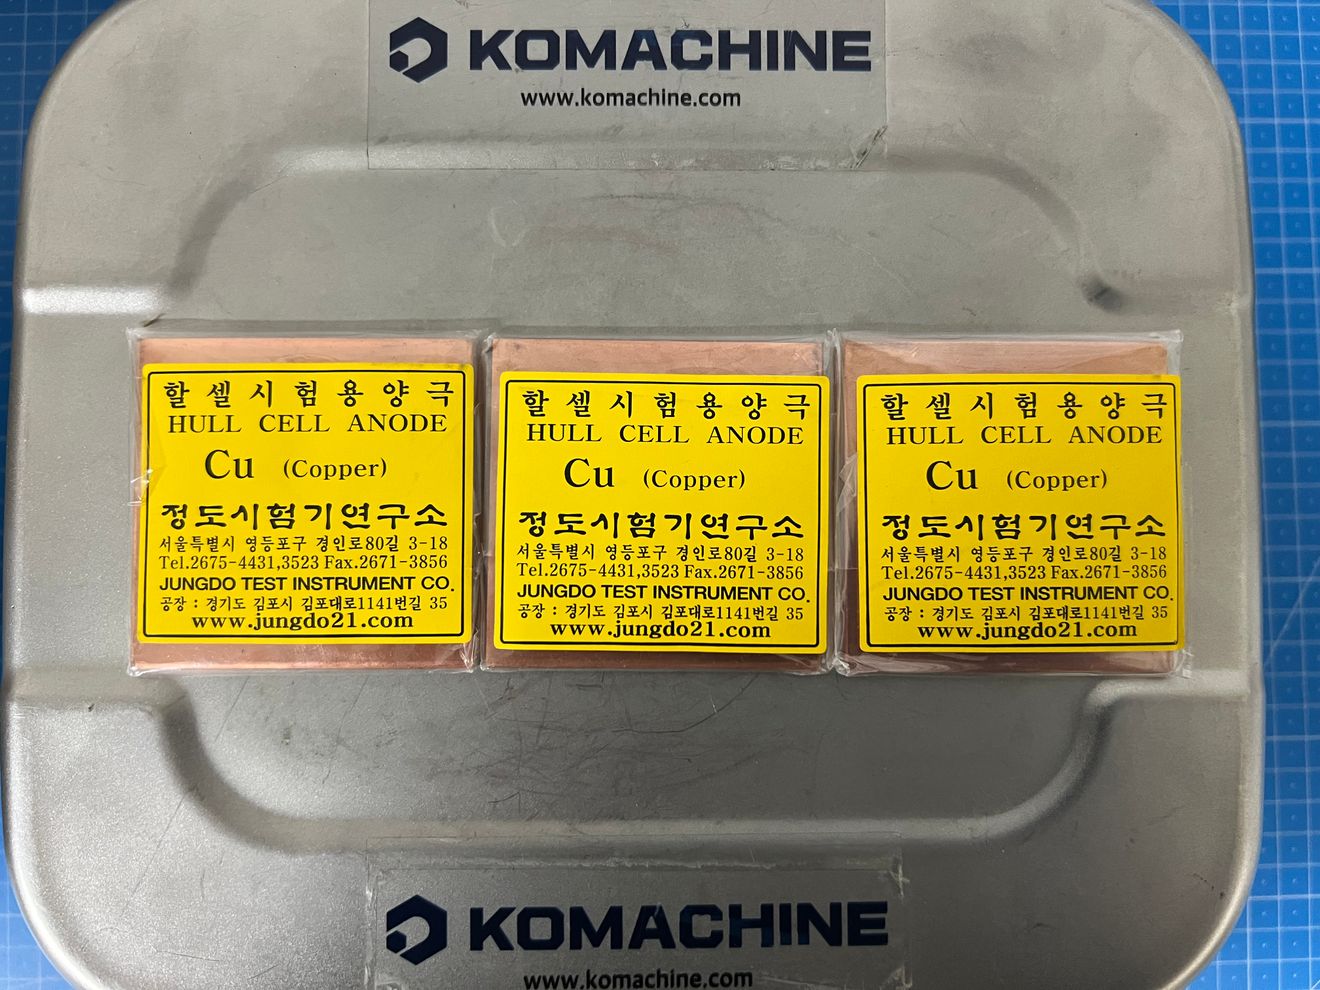 KOMACHINE
www.komachine.com
할셀시험용양극
HULL CELL ANODE
Cu (Copper)
정도시험기연구소
서울특별시 영등포구 경인로80길 3-18
Tel.2675-4431,3523 Fax.2671-3856
JUNGDO TEST INSTRUMENT CO.
공장 : 경기도 김포시 김포대로1141번길 35
www.jungdo21.com
할셀시험용양극
HULL CELL ANODE
Cu (Copper)
정도시험기연구소
서울특별시 영등포구 경인로80길 3-18
Tel.2675-4431,3523 Fax.2671-3856
JUNGDO TEST INSTRUMENT CO.
공장 : 경기도 김포시 김포대로1141번길 35
www.jungdo21.com
할셀시험용양극
HULL CELL ANODE
Cu (Copper)
정도시험기연구소
서울특별시 영등포구 경인로80길 3-18
Tel.2675-4431,3523 Fax.2671-3856
JUNGDO TEST INSTRUMENT CO.
공장 : 경기도 김포시 김포대로1141번길 35
www.jungdo21.com
KOMACHINE
www.komachine.com